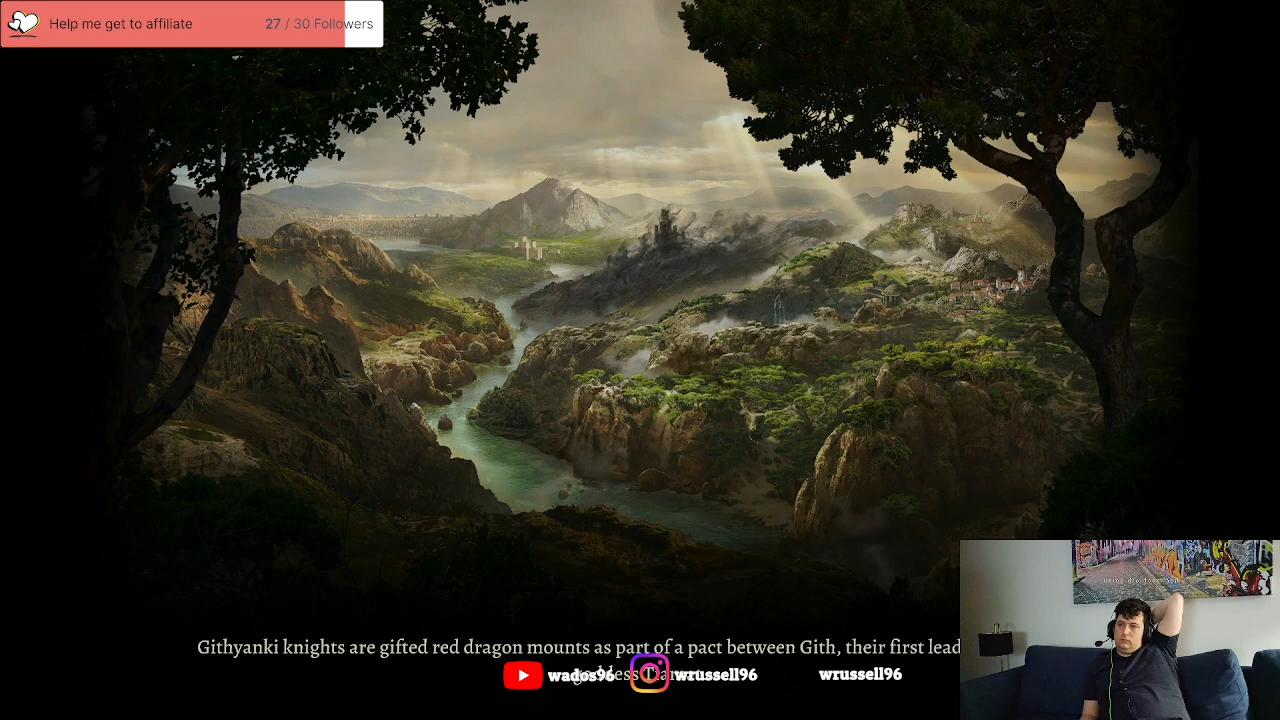 Help me get to affiliate 27 / 30 Followers
Githyanki knights are gifted red dragon mounts as part of a pact between Gith, their first lead
wados96 wrussell96 wrussell96